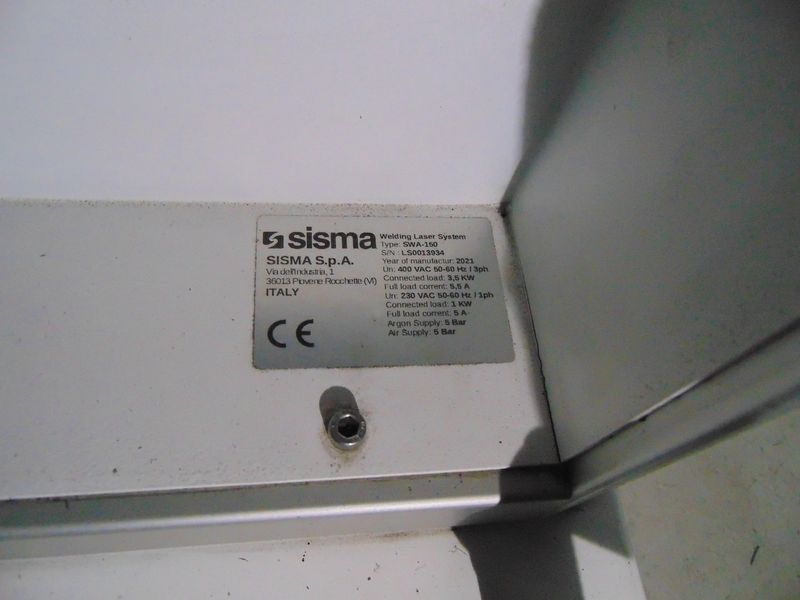 sisma
SISMA S.p.A.
Via dell'Industria, 1
36013 Piovene Rocchette (VI)
ITALY
CE
Welding Laser System
Type: SWA-150
S/N : LS0013934
Year of manufactur: 2021
Un: 400 VAC 50-60 Hz / 3ph
Connected load: 3,5 KW
Full load current: 5,5 A
Un: 230 VAC 50-60 Hz / 1ph
Connected load: 1 KW
Full load current: 5 A
Argon Supply: 5 Bar
Air Supply: 5 Bar